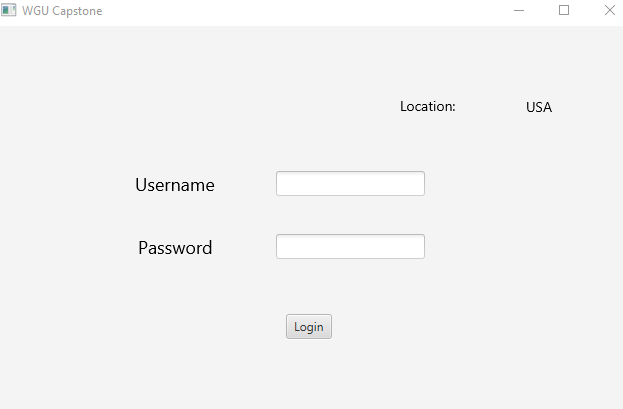 WGU Capstone
Location: USA
Username
Password
Login